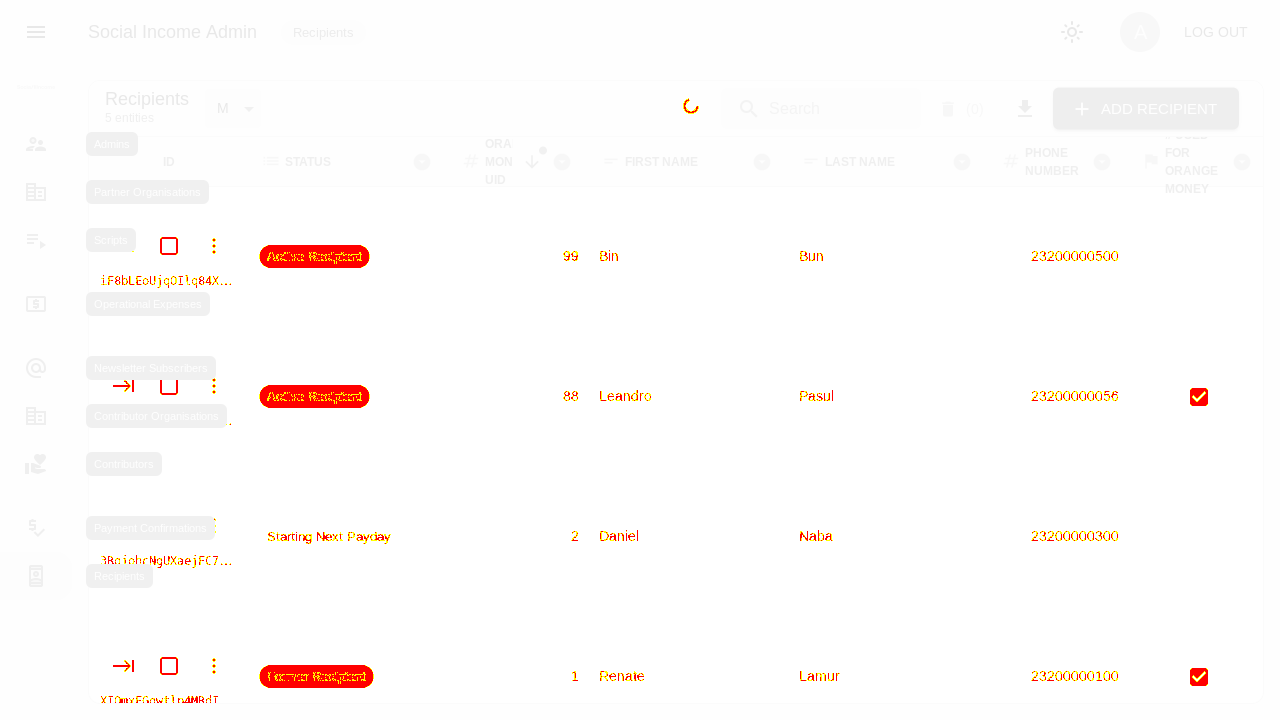 Social Income Admin
Recipients
A
LOG OUT
Recipients
5 entities
M
Search
(0)
ADD RECIPIENT
ID
STATUS
ORA
MON
UID
FIRST NAME
LAST NAME
PHONE
NUMBER
FOR
ORANGE
MONEY
Admins
Partner Organisations
Scripts
Operational Expenses
Newsletter Subscribers
Contributor Organisations
Contributors
Payment Confirmations
Recipients
Active Recipient
99
Bin
Bun
23200000500
Active Recipient
88
Leandro
Pasul
23200000056
Starting Next Payday
2
Daniel
Naba
23200000300
Former Recipient
1
Renate
Lamur
23200000100